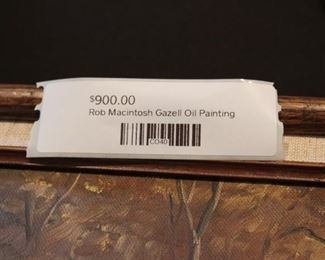 $900.00
Rob Macintosh Gazell Oil Painting
CO40